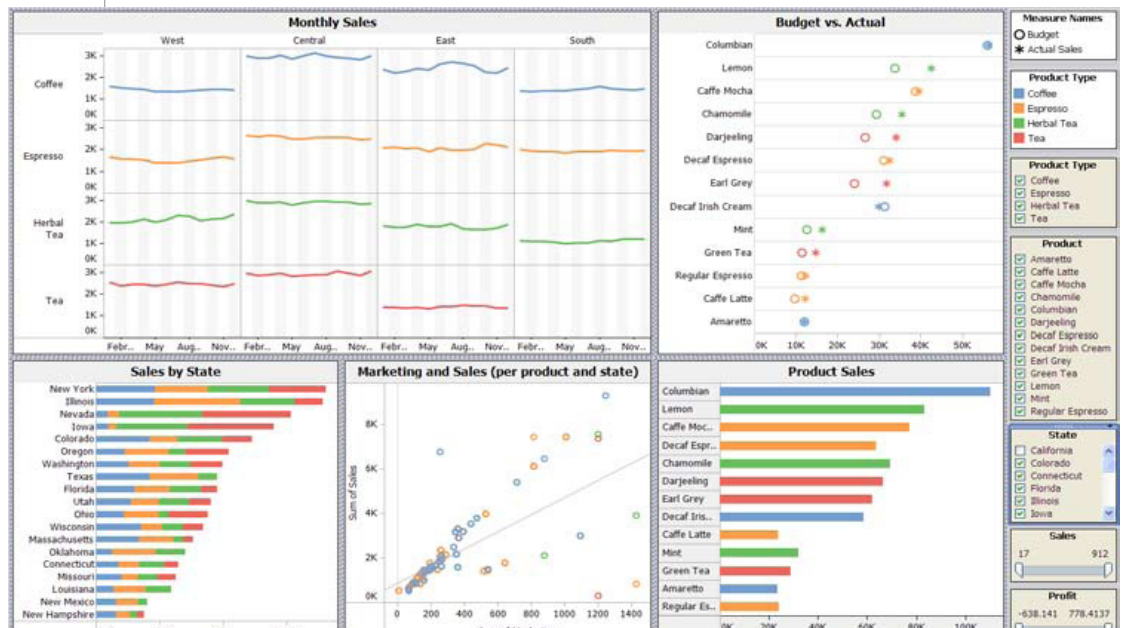 Monthly Sales
West Central East South
Coffee
3K
2K
1K
0K
Espresso
3K
2K
1K
0K
Herbal
Tea
3K
2K
1K
0K
Tea
3K
2K
1K
0K
Febr.. May Aug.. Nov.. Febr.. May Aug.. Nov.. Febr.. May Aug.. Nov.. Febr.. May Aug.. Nov..
Budget vs. Actual
Columbian
Lemon
Caffe Mocha
Chamomile
Darjeeling
Decaf Espresso
Earl Grey
Decaf Irish Cream
Mint
Green Tea
Regular Espresso
Caffe Latte
Amaretto
0K 10K 20K 30K 40K 50K
Measure Names
Budget
Actual Sales
Product Type
Coffee
Espresso
Herbal Tea
Tea
Product Type
Coffee
Espresso
Herbal Tea
Tea
Product
Amaretto
Caffe Latte
Caffe Mocha
Chamomile
Columbian
Darjeeling
Decaf Espresso
Decaf Irish Cream
Earl Grey
Green Tea
Lemon
Mint
Regular Espresso
State
California
Colorado
Connecticut
Florida
Illinois
Iowa
Sales
17 912
Profit
-638.141 778.4137
Sales by State
New York
Illinois
Nevada
Iowa
Colorado
Oregon
Washington
Texas
Florida
Utah
Ohio
Wisconsin
Massachusetts
Oklahoma
Connecticut
Missouri
Louisiana
New Mexico
New Hampshire
Marketing and Sales (per product and state)
Sum of Sales
8K
6K
4K
2K
0K
0 200 400 600 800 1000 1200 1400
Product Sales
Columbian
Lemon
Caffe Moc..
Decaf Espr..
Chamomile
Darjeeling
Earl Grey
Decaf Iris..
Caffe Latte
Mint
Green Tea
Amaretto
Regular Es..
0K 20K 40K 60K 80K 100K